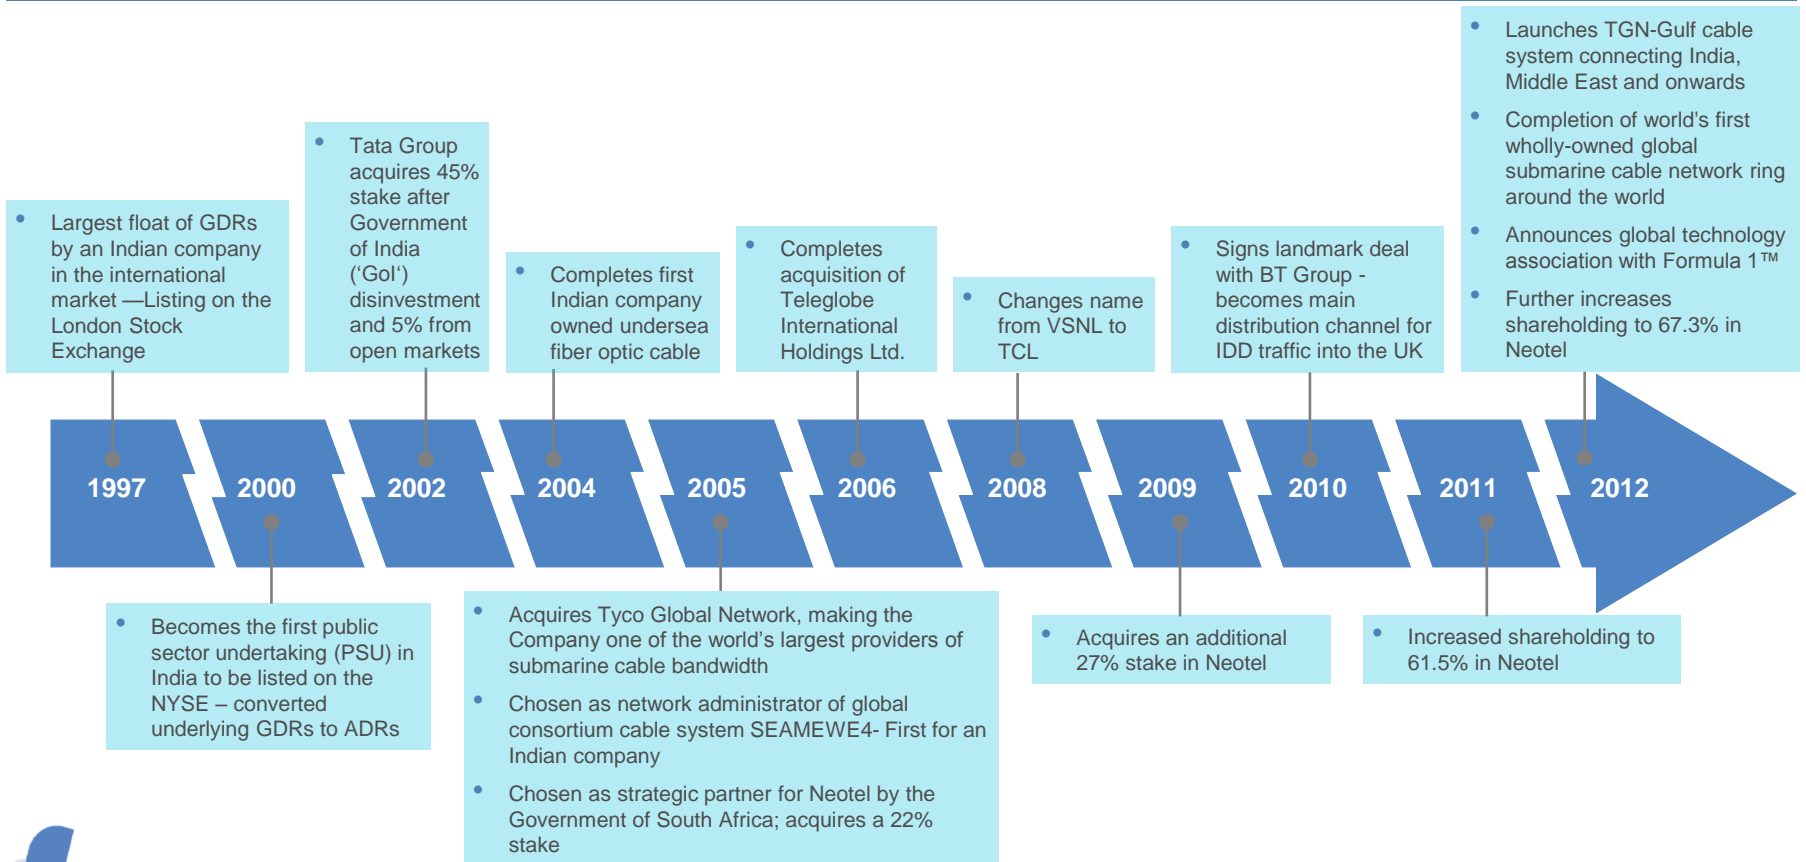 Launches TGN-Gulf cable
system connecting India,
Middle East and onwards
Completion of world's first
wholly-owned global
submarine cable network ring
around the world
Announces global technology
association with Formula 1™
Further increases
shareholding to 67.3% in
Neotel
Tata Group
acquires 45%
stake after
Government
of India
(‘GoI‘)
disinvestment
and 5% from
open markets
Largest float of GDRs
by an Indian company
in the international
market —Listing on the
London Stock
Exchange
Completes first
Indian company
owned undersea
fiber optic cable
Completes
acquisition of
Teleglobe
International
Holdings Ltd.
Changes name
from VSNL to
TCL
Signs landmark deal
with BT Group -
becomes main
distribution channel for
IDD traffic into the UK
1997
2000
2002
2004
2005
2006
2008
2009
2010
2011
2012
Becomes the first public
sector undertaking (PSU) in
India to be listed on the
NYSE – converted
underlying GDRs to ADRs
Acquires Tyco Global Network, making the
Company one of the world’s largest providers of
submarine cable bandwidth
Chosen as network administrator of global
consortium cable system SEAMEWE4- First for an
Indian company
Chosen as strategic partner for Neotel by the
Government of South Africa; acquires a 22%
stake
Acquires an additional
27% stake in Neotel
Increased shareholding to
61.5% in Neotel